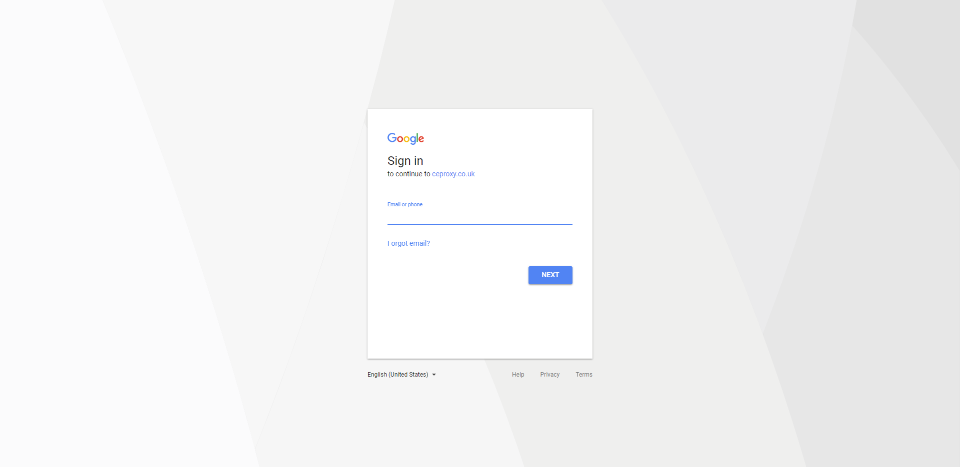 Google
Sign in
to continue to ceproxy.co.uk
Email or phone
Forgot email?
NEXT
English (United States)
Help Privacy Terms